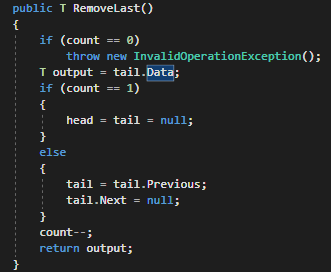 public T RemoveLast()
{
if (count == 0)
throw new InvalidOperationException();
T output = tail.Data;
if (count == 1)
{
head = tail = null;
}
else
{
tail = tail.Previous;
tail.Next = null;
}
count--;
return output;
}